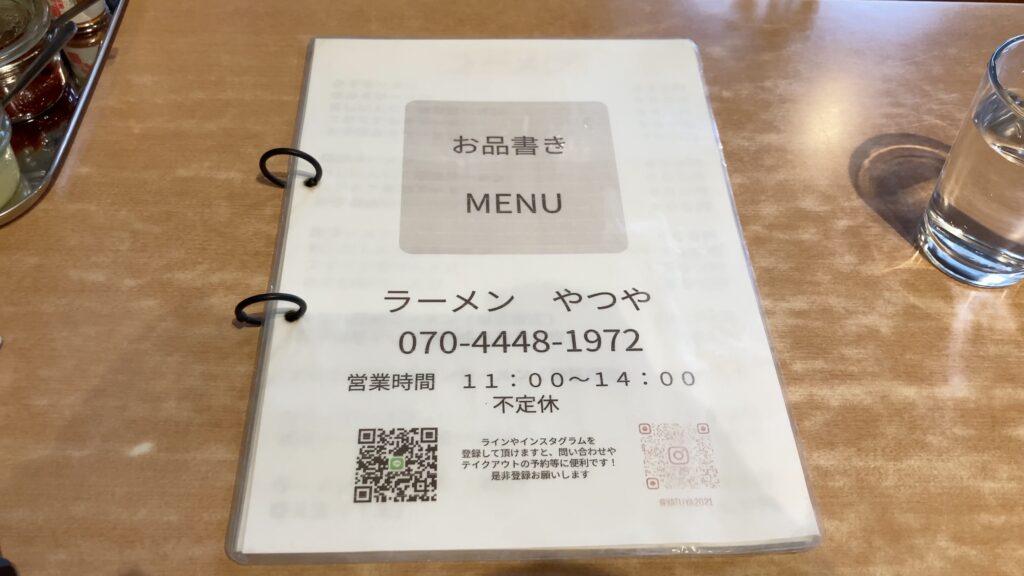 お品書き
MENU
ラーメン　やつや
070-4448-1972
営業時間　１１：００～１４：００
不定休
ラインやインスタグラムを
登録して頂けますと、問い合わせや
テイクアウトの予約等に便利です！
是非登録お願いします
@YATUYA2021